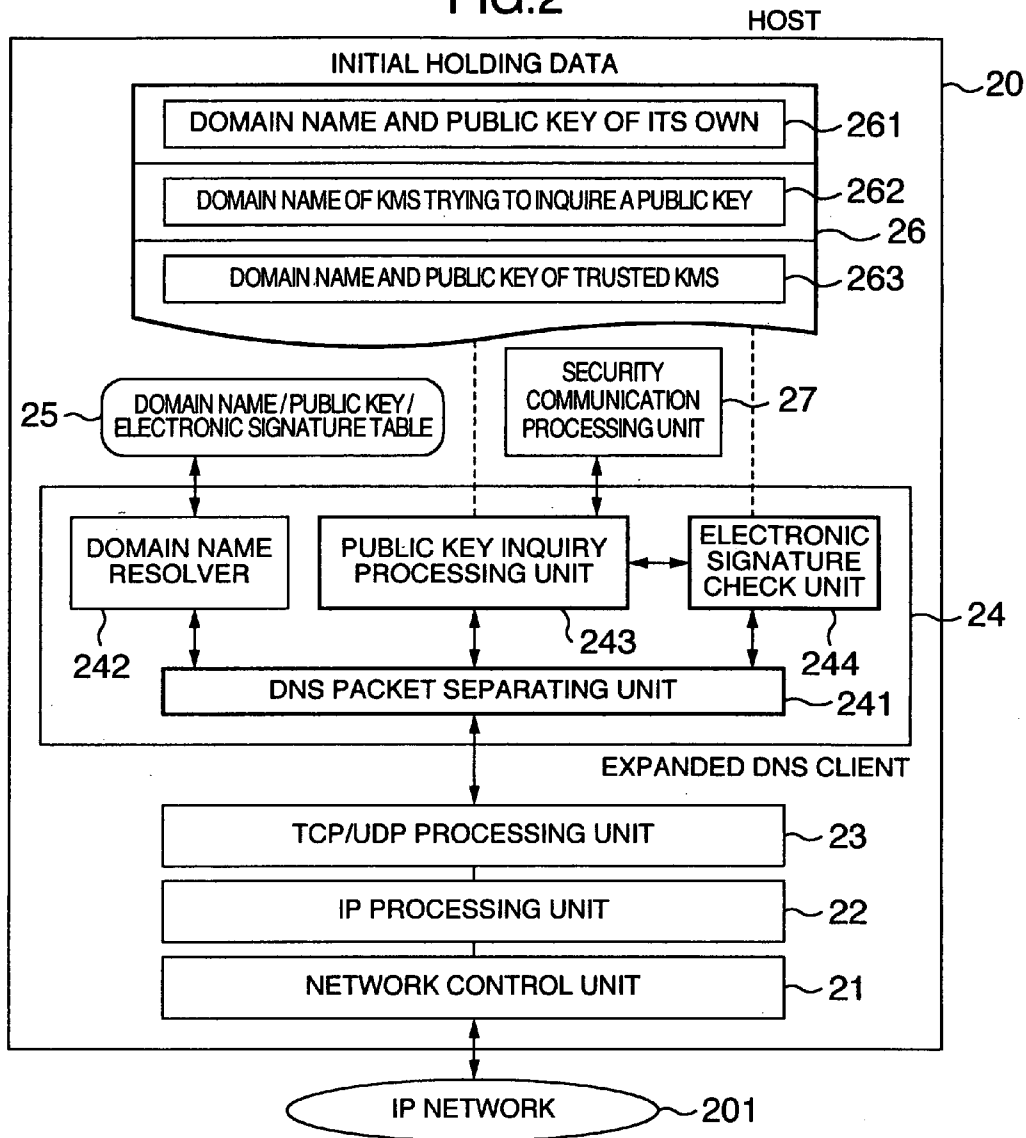 FIG.2
HOST
20
INITIAL HOLDING DATA
DOMAIN NAME AND PUBLIC KEY OF ITS OWN
261
DOMAIN NAME OF KMS TRYING TO INQUIRE A PUBLIC KEY
262
26
DOMAIN NAME AND PUBLIC KEY OF TRUSTED KMS
263
25
DOMAIN NAME/PUBLIC KEY/
ELECTRONIC SIGNATURE TABLE
SECURITY
COMMUNICATION
PROCESSING UNIT
27
DOMAIN NAME
RESOLVER
242
PUBLIC KEY INQUIRY
PROCESSING UNIT
243
ELECTRONIC
SIGNATURE
CHECK UNIT
244
24
DNS PACKET SEPARATING UNIT
241
EXPANDED DNS CLIENT
TCP/UDP PROCESSING UNIT
23
IP PROCESSING UNIT
22
NETWORK CONTROL UNIT
21
IP NETWORK
201